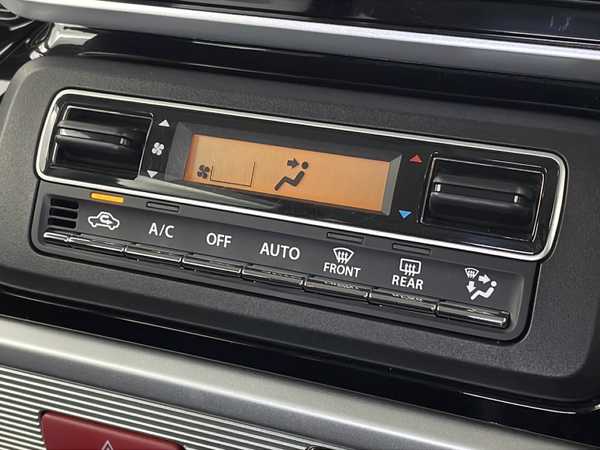 A/C
OFF
AUTO
FRONT
REAR